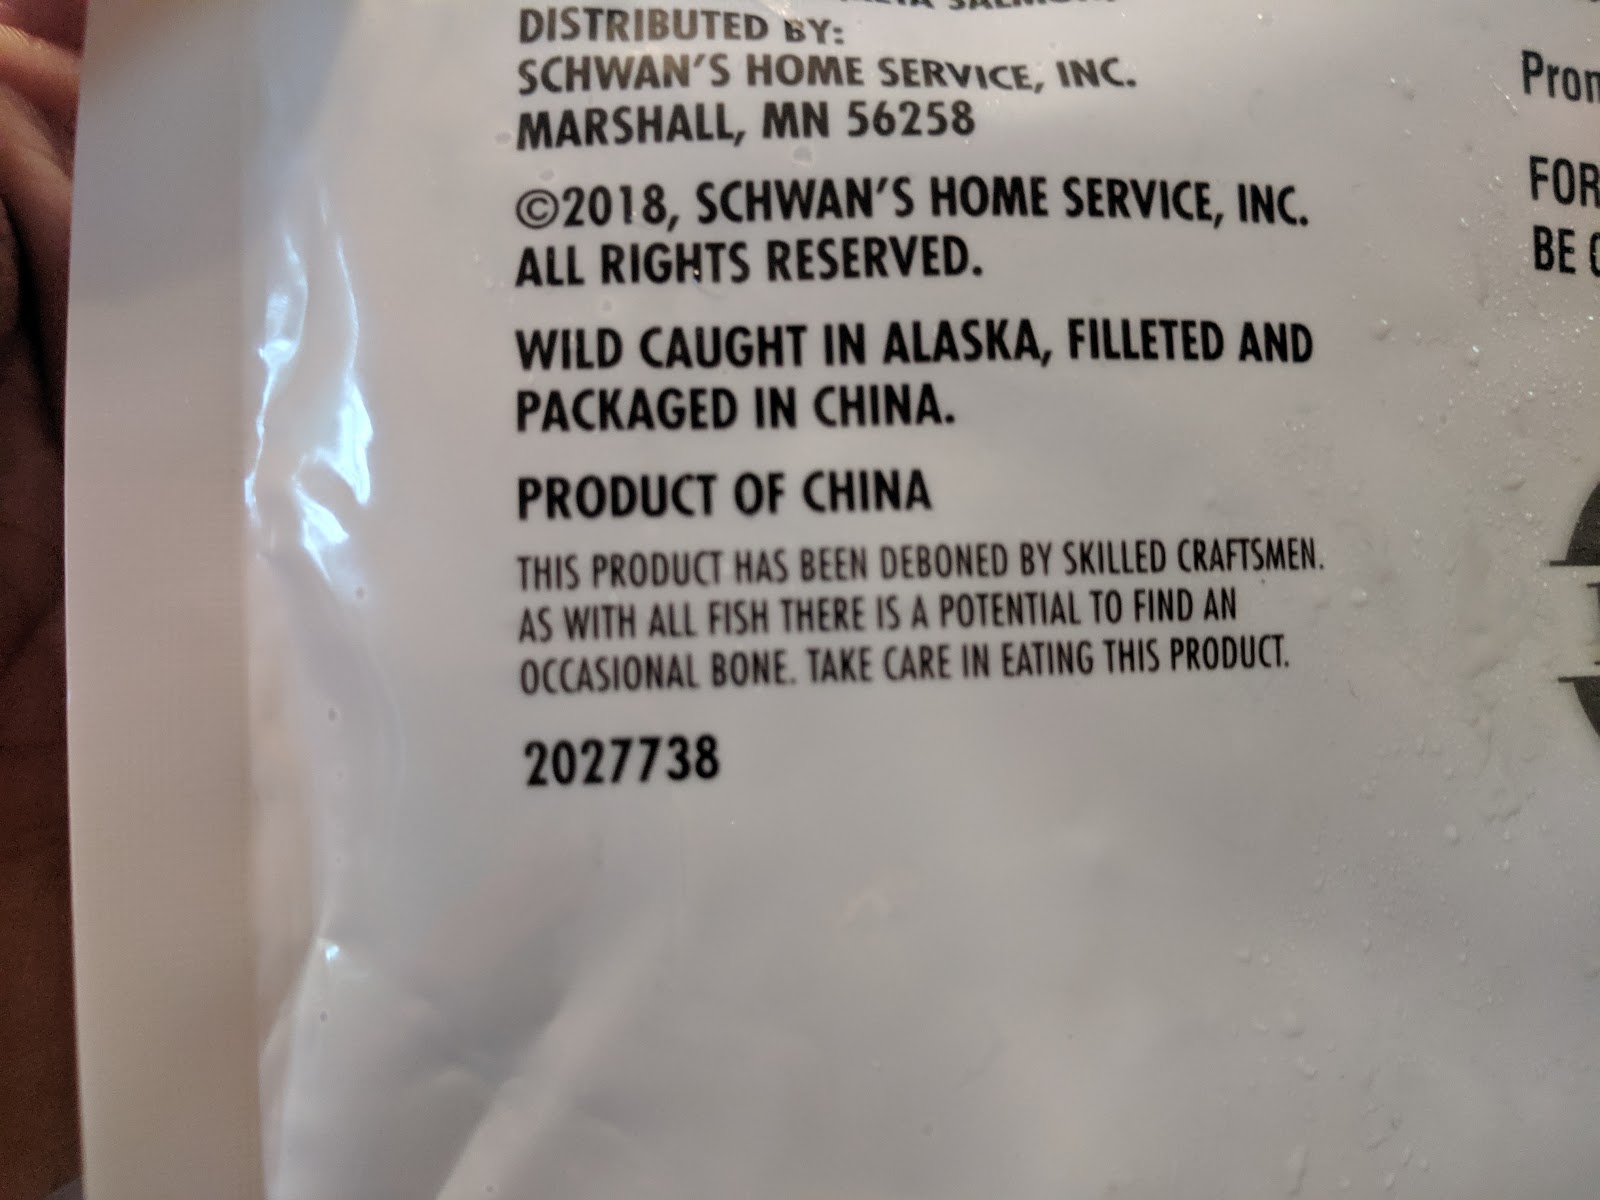 DISTRIBUTED BY:
SCHWAN'S HOME SERVICE, INC.
MARSHALL, MN 56258
©2018, SCHWAN'S HOME SERVICE, INC.
ALL RIGHTS RESERVED.
WILD CAUGHT IN ALASKA, FILLETED AND
PACKAGED IN CHINA.
PRODUCT OF CHINA
THIS PRODUCT HAS BEEN DEBONED BY SKILLED CRAFTSMEN.
AS WITH ALL FISH THERE IS A POTENTIAL TO FIND AN
OCCASIONAL BONE. TAKE CARE IN EATING THIS PRODUCT.
2027738
FOR
BE